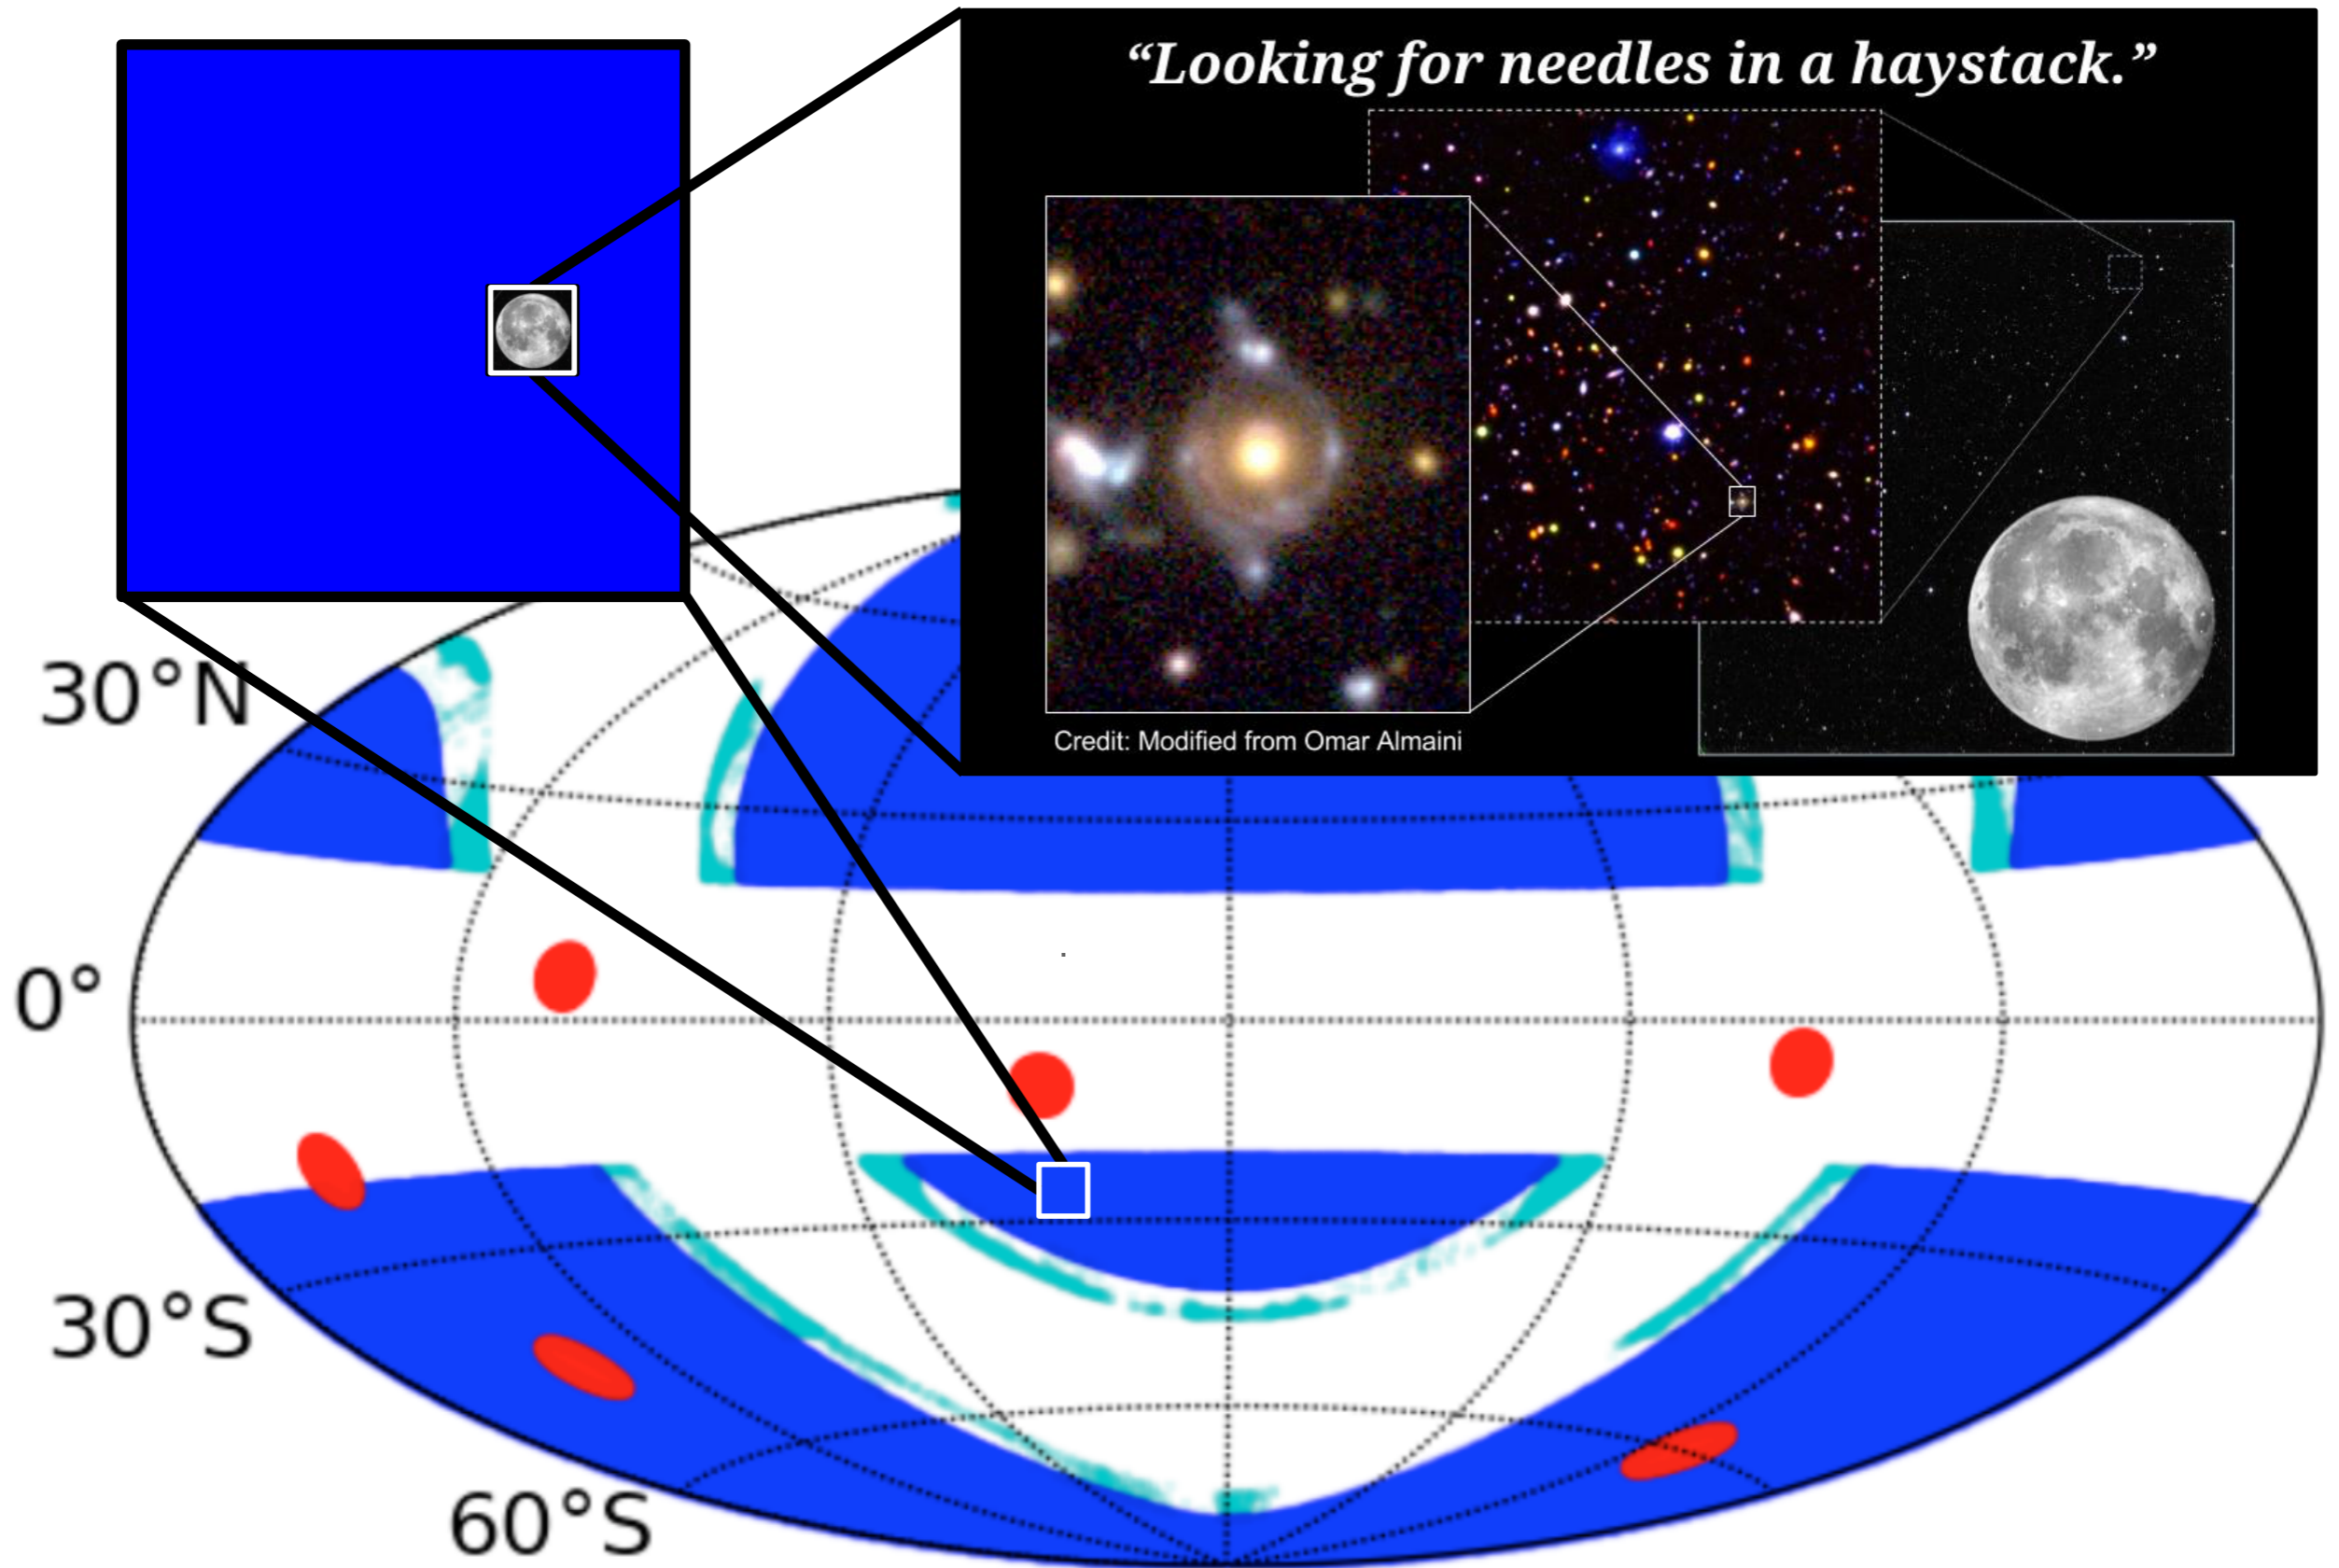 “Looking for needles in a haystack.”
Credit: Modified from Omar Almaini
30°N
0°
30°S
60°S